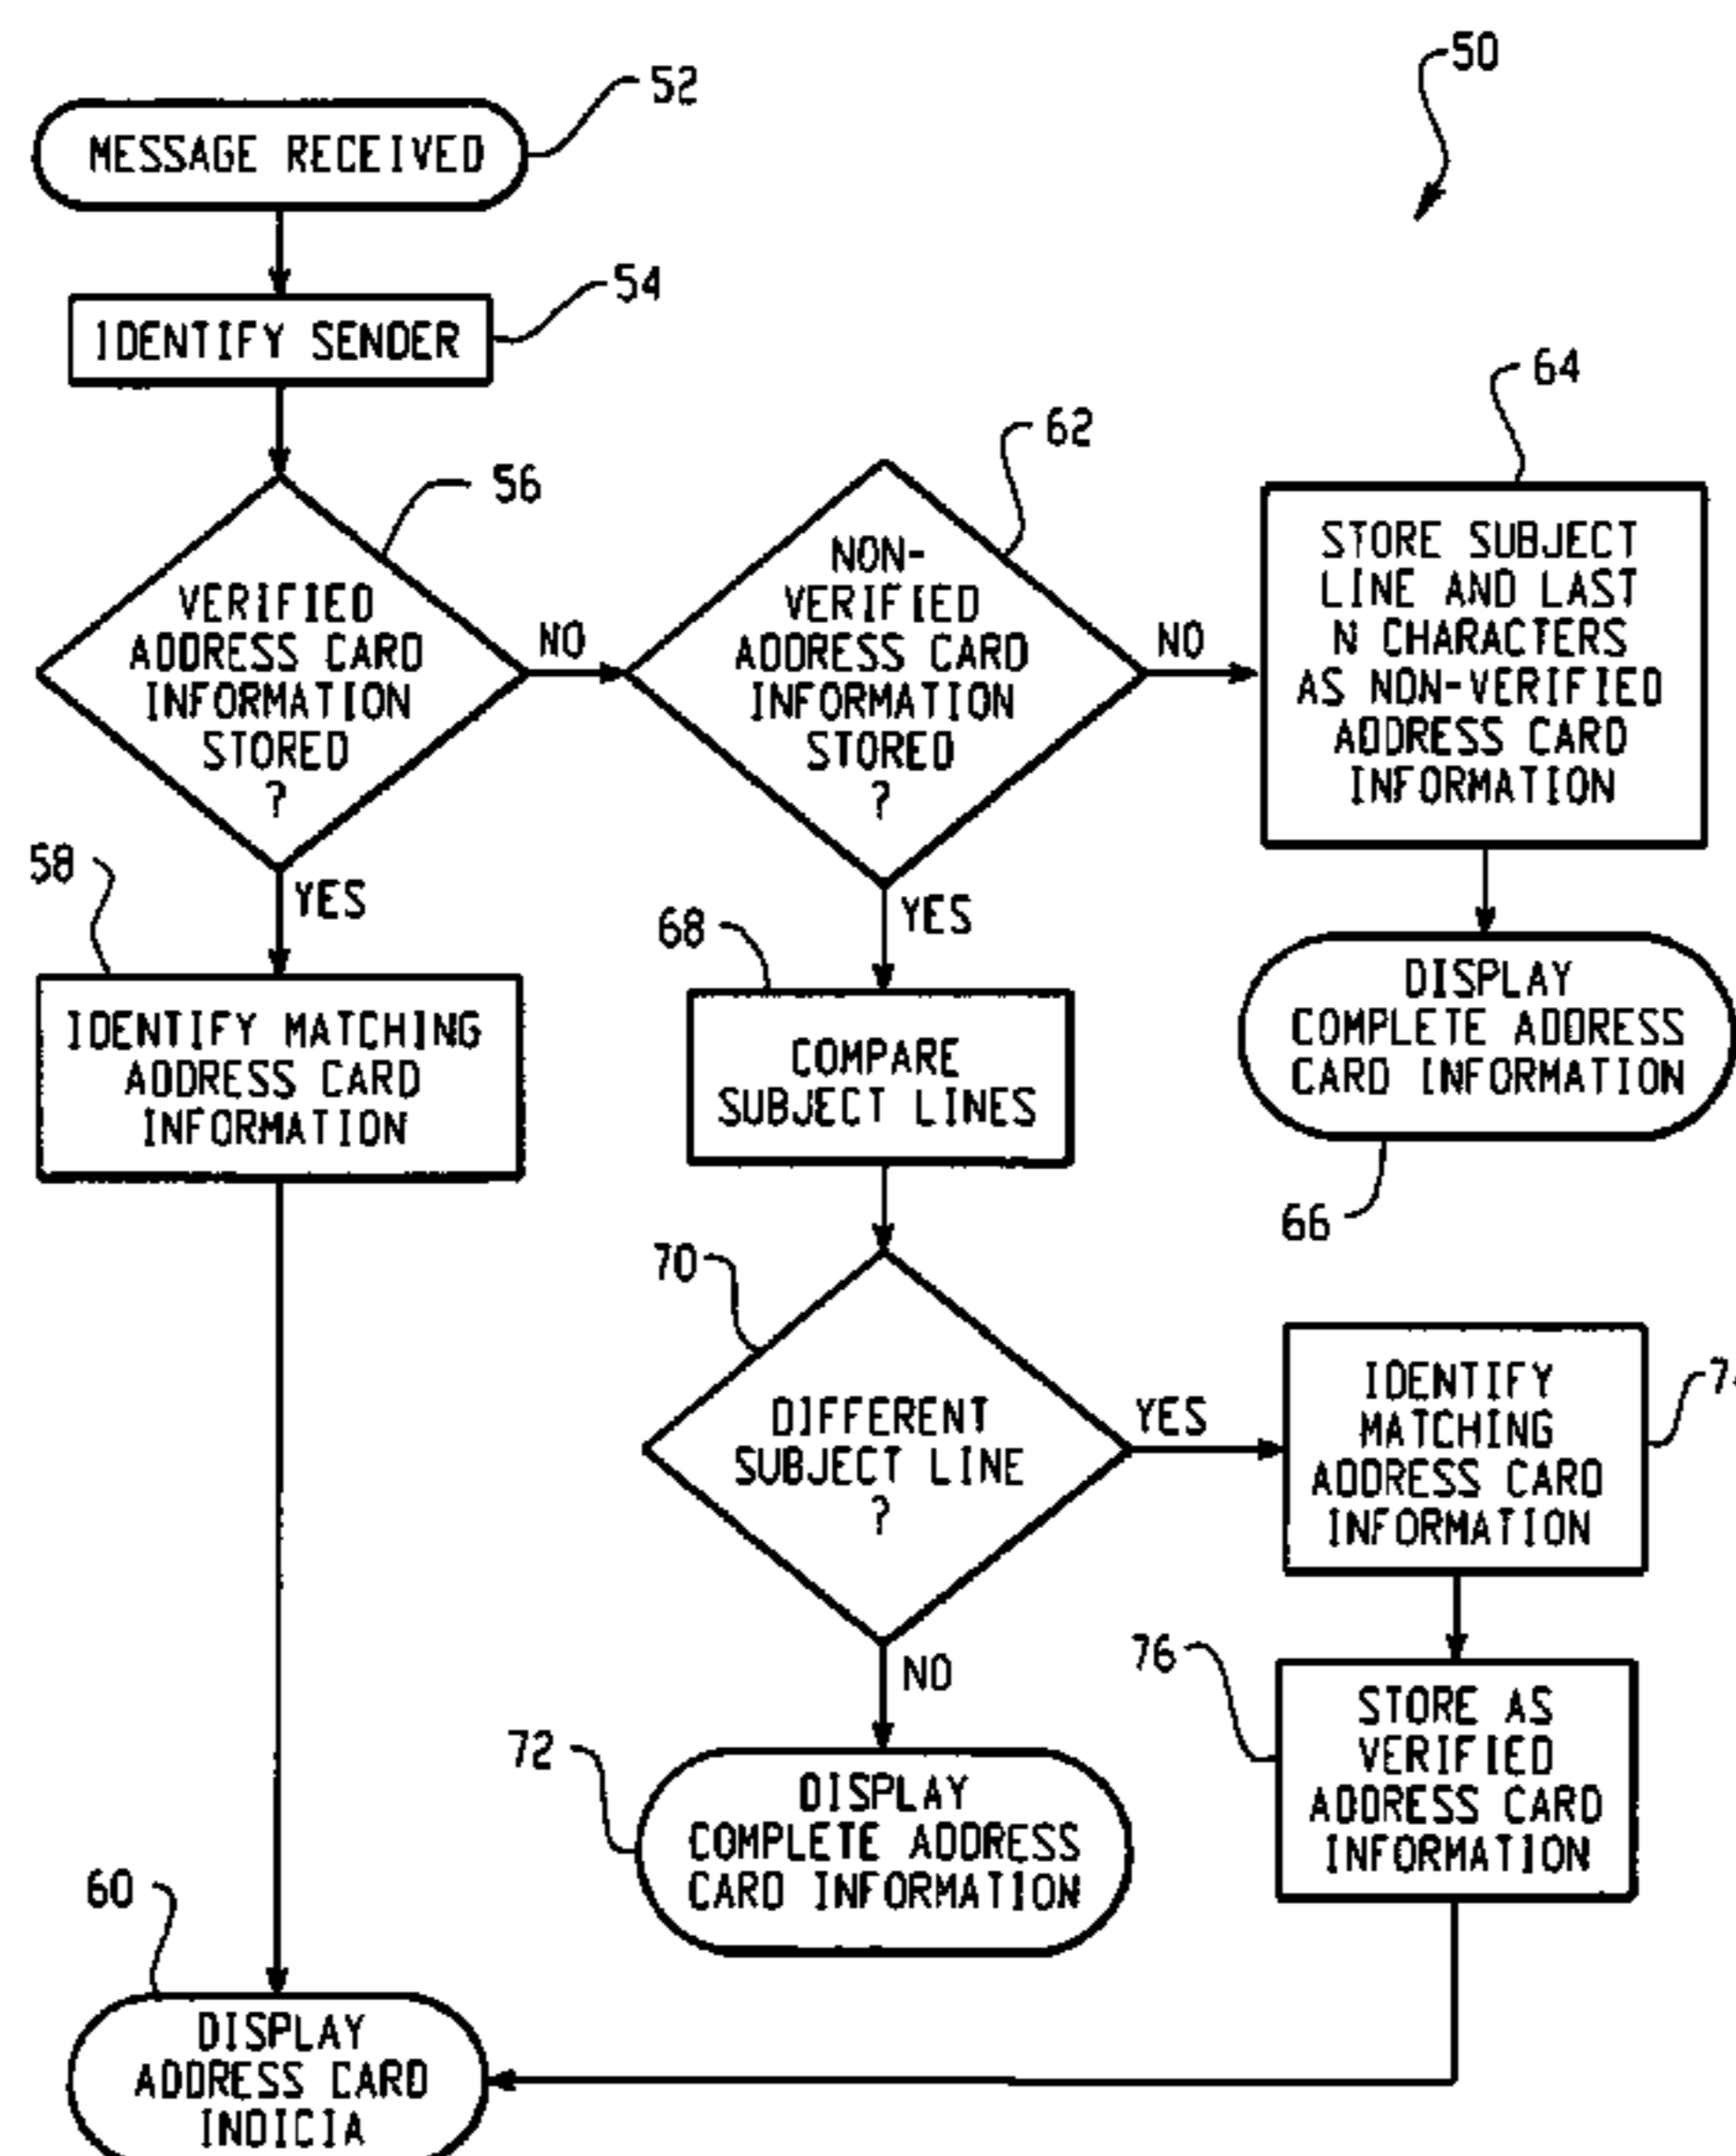 50
52
MESSAGE RECEIVED
54
IDENTIFY SENDER
56
VERIFIED
ADDRESS CARD
INFORMATION
STORED
?
NO
YES
62
NON-
VERIFIED
ADDRESS CARD
INFORMATION
STORED
?
NO
YES
64
STORE SUBJECT
LINE AND LAST
N CHARACTERS
AS NON-VERIFIED
ADDRESS CARD
INFORMATION
DISPLAY
COMPLETE ADDRESS
CARD INFORMATION
66
58
IDENTIFY MATCHING
ADDRESS CARD
INFORMATION
68
COMPARE
SUBJECT LINES
70
DIFFERENT
SUBJECT LINE
?
YES
NO
IDENTIFY
MATCHING
ADDRESS CARD
INFORMATION
76
STORE AS
VERIFIED
ADDRESS CARD
INFORMATION
72
DISPLAY
COMPLETE ADDRESS
CARD INFORMATION
60
DISPLAY
ADDRESS CARD
INDICIA